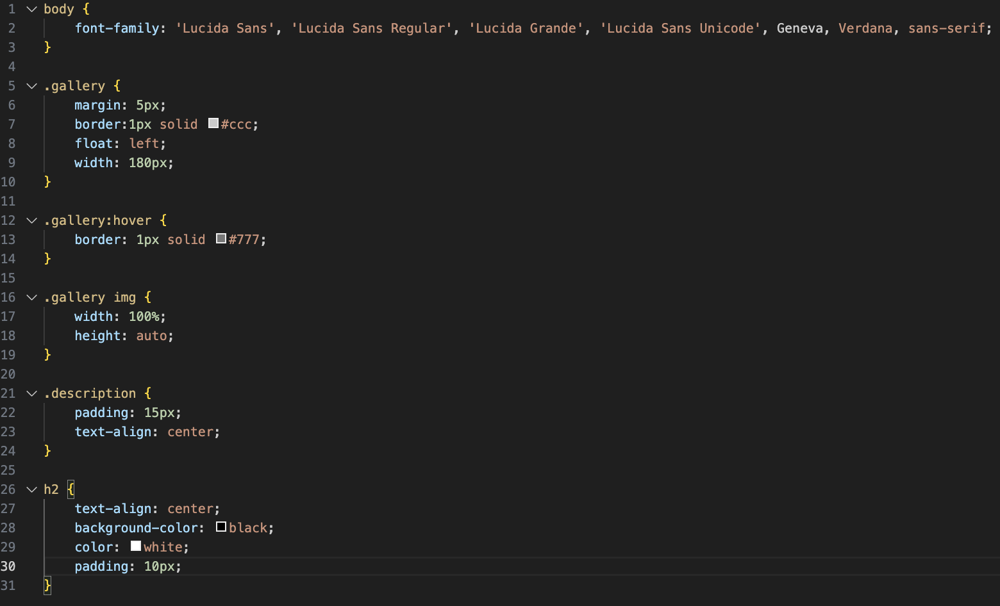 1 body {
2 font-family: 'Lucida Sans', 'Lucida Sans Regular', 'Lucida Grande', 'Lucida Sans Unicode', Geneva, Verdana, sans-serif;
3 }
4
5 .gallery {
6 margin: 5px;
7 border:1px solid #ccc;
8 float: left;
9 width: 180px;
10 }
11
12 .gallery:hover {
13 border: 1px solid #777;
14 }
15
16 .gallery img {
17 width: 100%;
18 height: auto;
19 }
20
21 .description {
22 padding: 15px;
23 text-align: center;
24 }
25
26 h2 {
27 text-align: center;
28 background-color: black;
29 color: white;
30 padding: 10px;
31 }